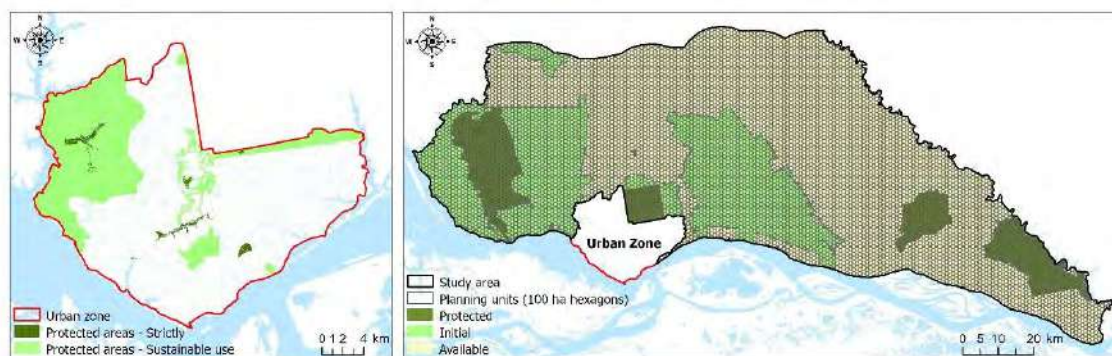 N
W E
S
Urban zone
Protected areas - Strictly
Protected areas - Sustainable use
0 1 2 4 km
N
W E
S
Urban Zone
Study area
Planning units (100 ha hexagons)
Protected
Initial
Available
0 5 10 20 km